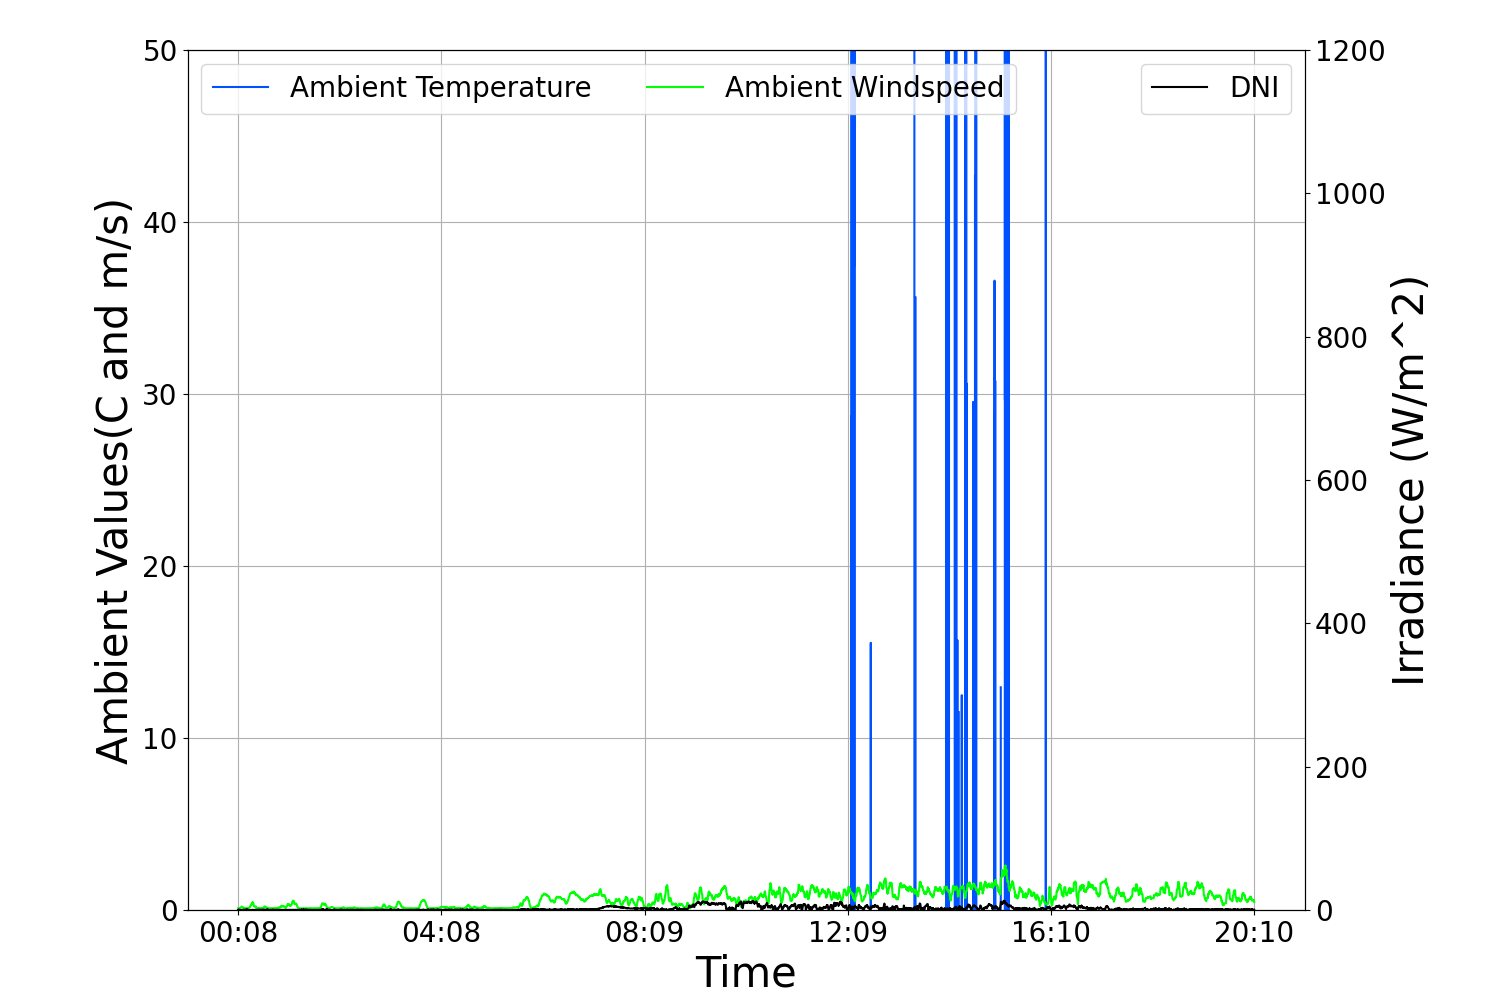 Ambient Temperature Ambient Windspeed DNI
50
40
30
20
10
0
Ambient Values(C and m/s)
1200
1000
800
600
400
200
0
Irradiance (W/m^2)
00:08 04:08 08:09 12:09 16:10 20:10
Time